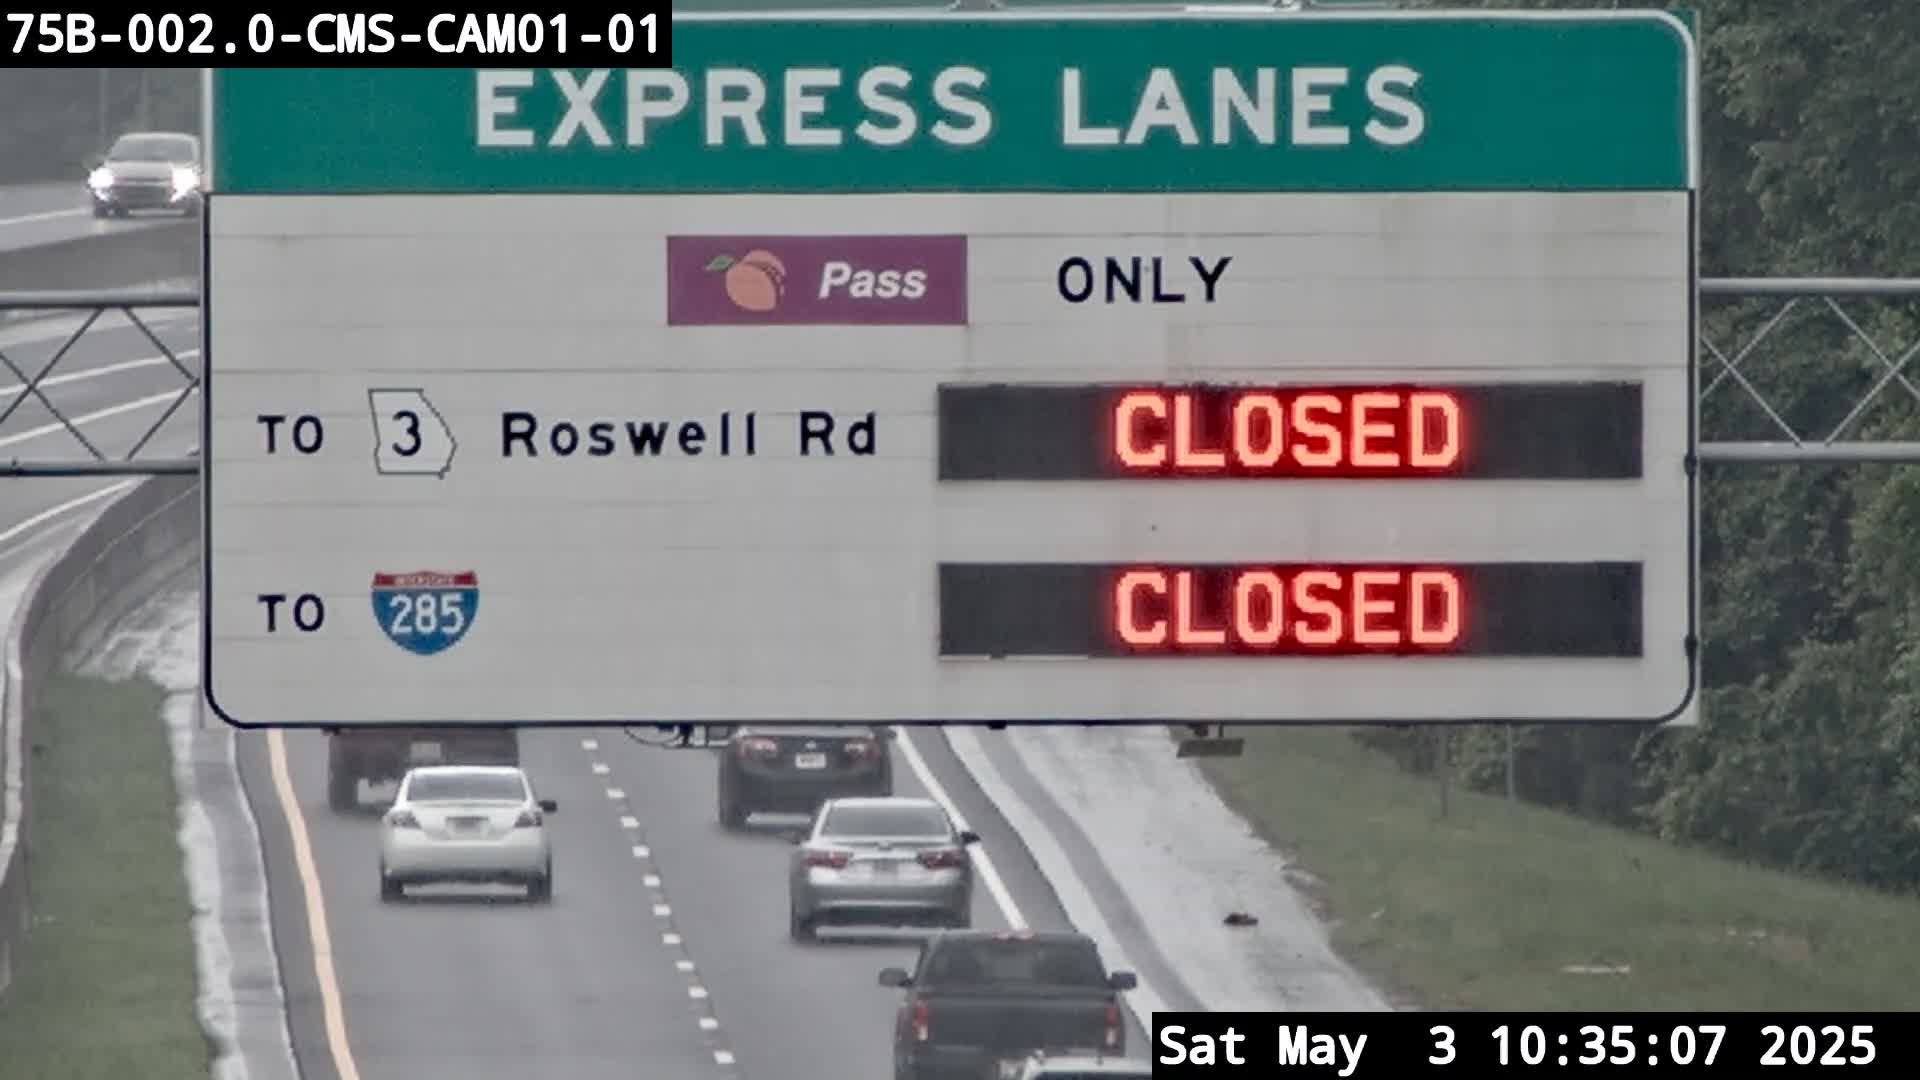 75B-002.0-CMS-CAM01-01
EXPRESS LANES
Pass ONLY
TO 3 Roswell Rd CLOSED
INTERSTATE
TO 285 CLOSED
Sat May 3 10:35:07 2025